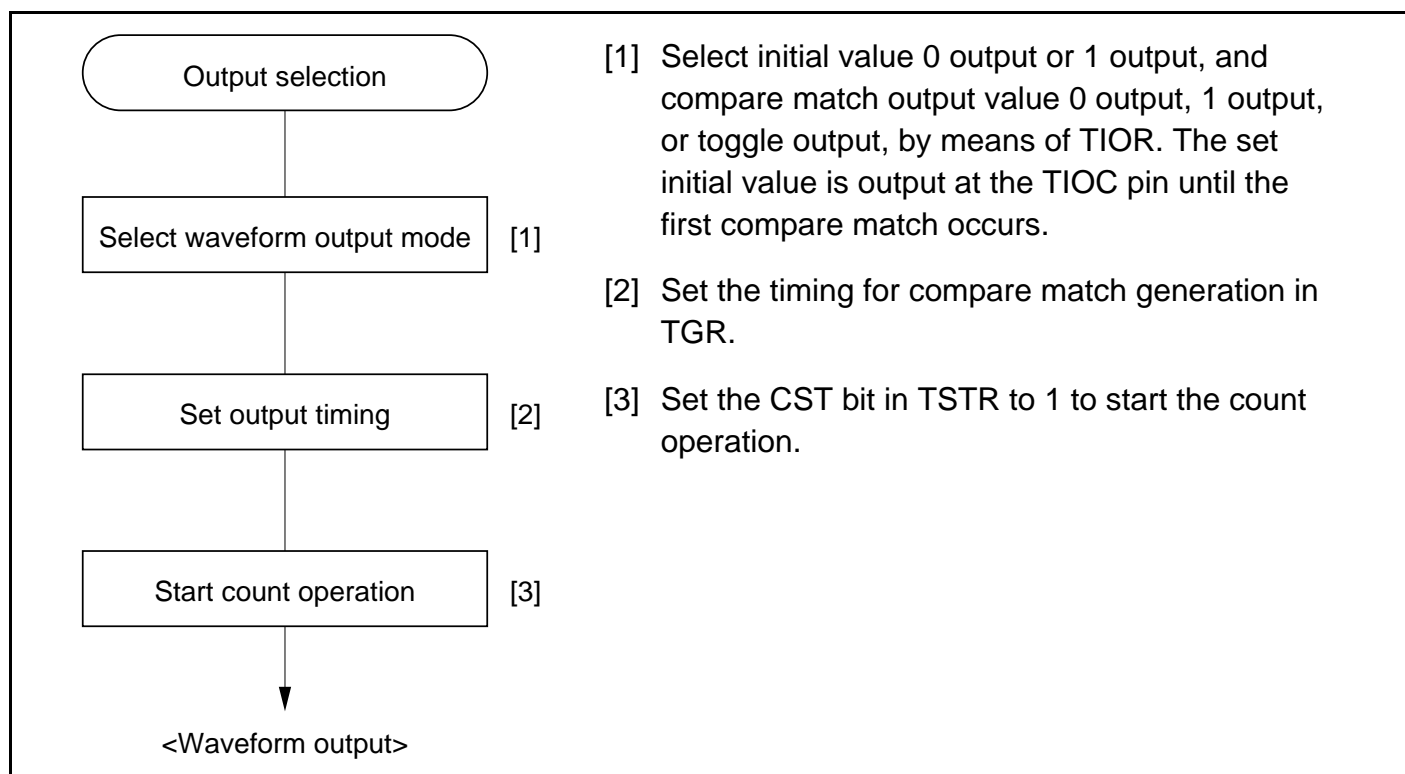 Output selection
Select waveform output mode [1]
Set output timing [2]
Start count operation [3]
<Waveform output>
[1] Select initial value 0 output or 1 output, and
compare match output value 0 output, 1 output,
or toggle output, by means of TIOR. The set
initial value is output at the TIOC pin until the
first compare match occurs.
[2] Set the timing for compare match generation in
TGR.
[3] Set the CST bit in TSTR to 1 to start the count
operation.